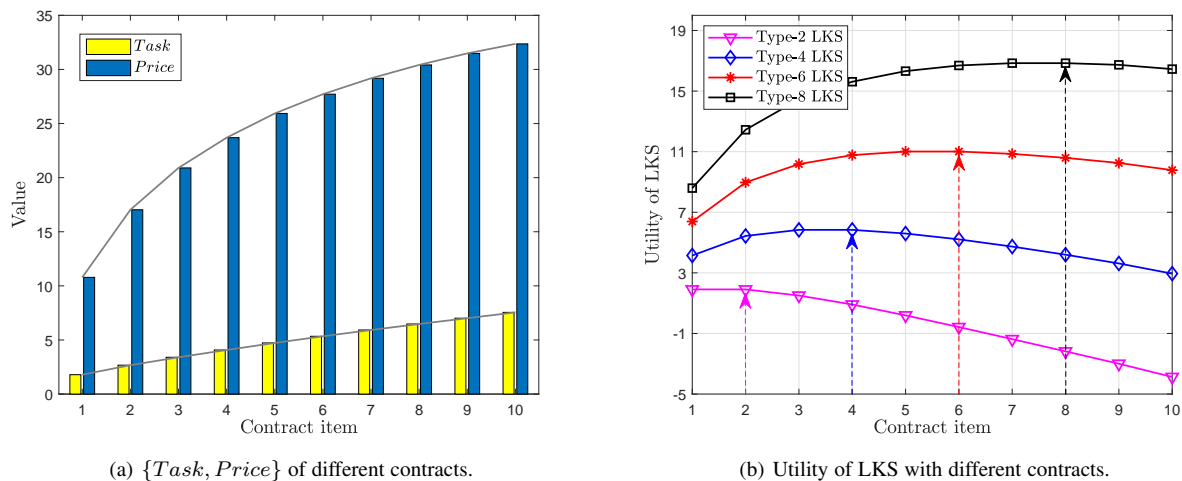 35
30
25
20
15
10
5
0
Value
Task
Price
1 2 3 4 5 6 7 8 9 10
Contract item
(a) {Task, Price} of different contracts.
19
15
11
7
3
-1
-5
Utility of LKS
Type-2 LKS
Type-4 LKS
Type-6 LKS
Type-8 LKS
1 2 3 4 5 6 7 8 9 10
Contract item
(b) Utility of LKS with different contracts.